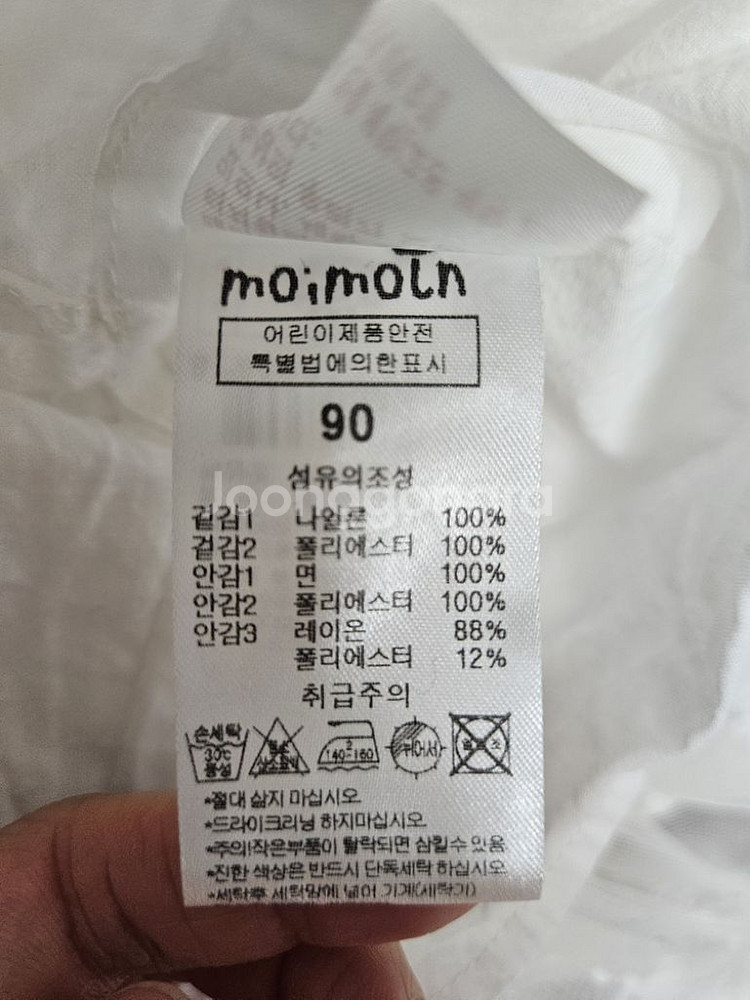 moimoln
어린이제품안전
특별법에의한표시
90
섬유의조성
겉감1 나일론 100%
겉감2 폴리에스터 100%
안감1 면 100%
안감2 폴리에스터 100%
안감3 레이온 88%
폴리에스터 12%
취급주의
손세탁
30℃
중성
140~160
뉘어서
*절대 삶지 마십시오
*드라이크리닝 하지마십시오
*주의!작은부품이 탈락되면 삼킬수 있음
*진한 색상은 반드시 단독세탁 하십시오
*세탁후 세탁망에 넣어 기계(세탁기)